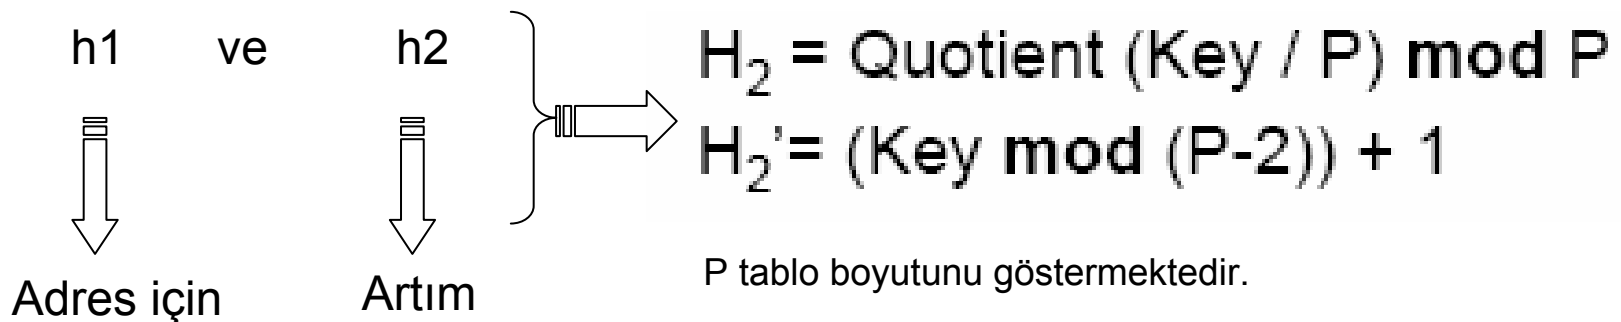 h1 ve h2
H₂ = Quotient (Key / P) mod P
H₂’= (Key mod (P-2)) + 1
Adres için
Artım
P tablo boyutunu göstermektedir.